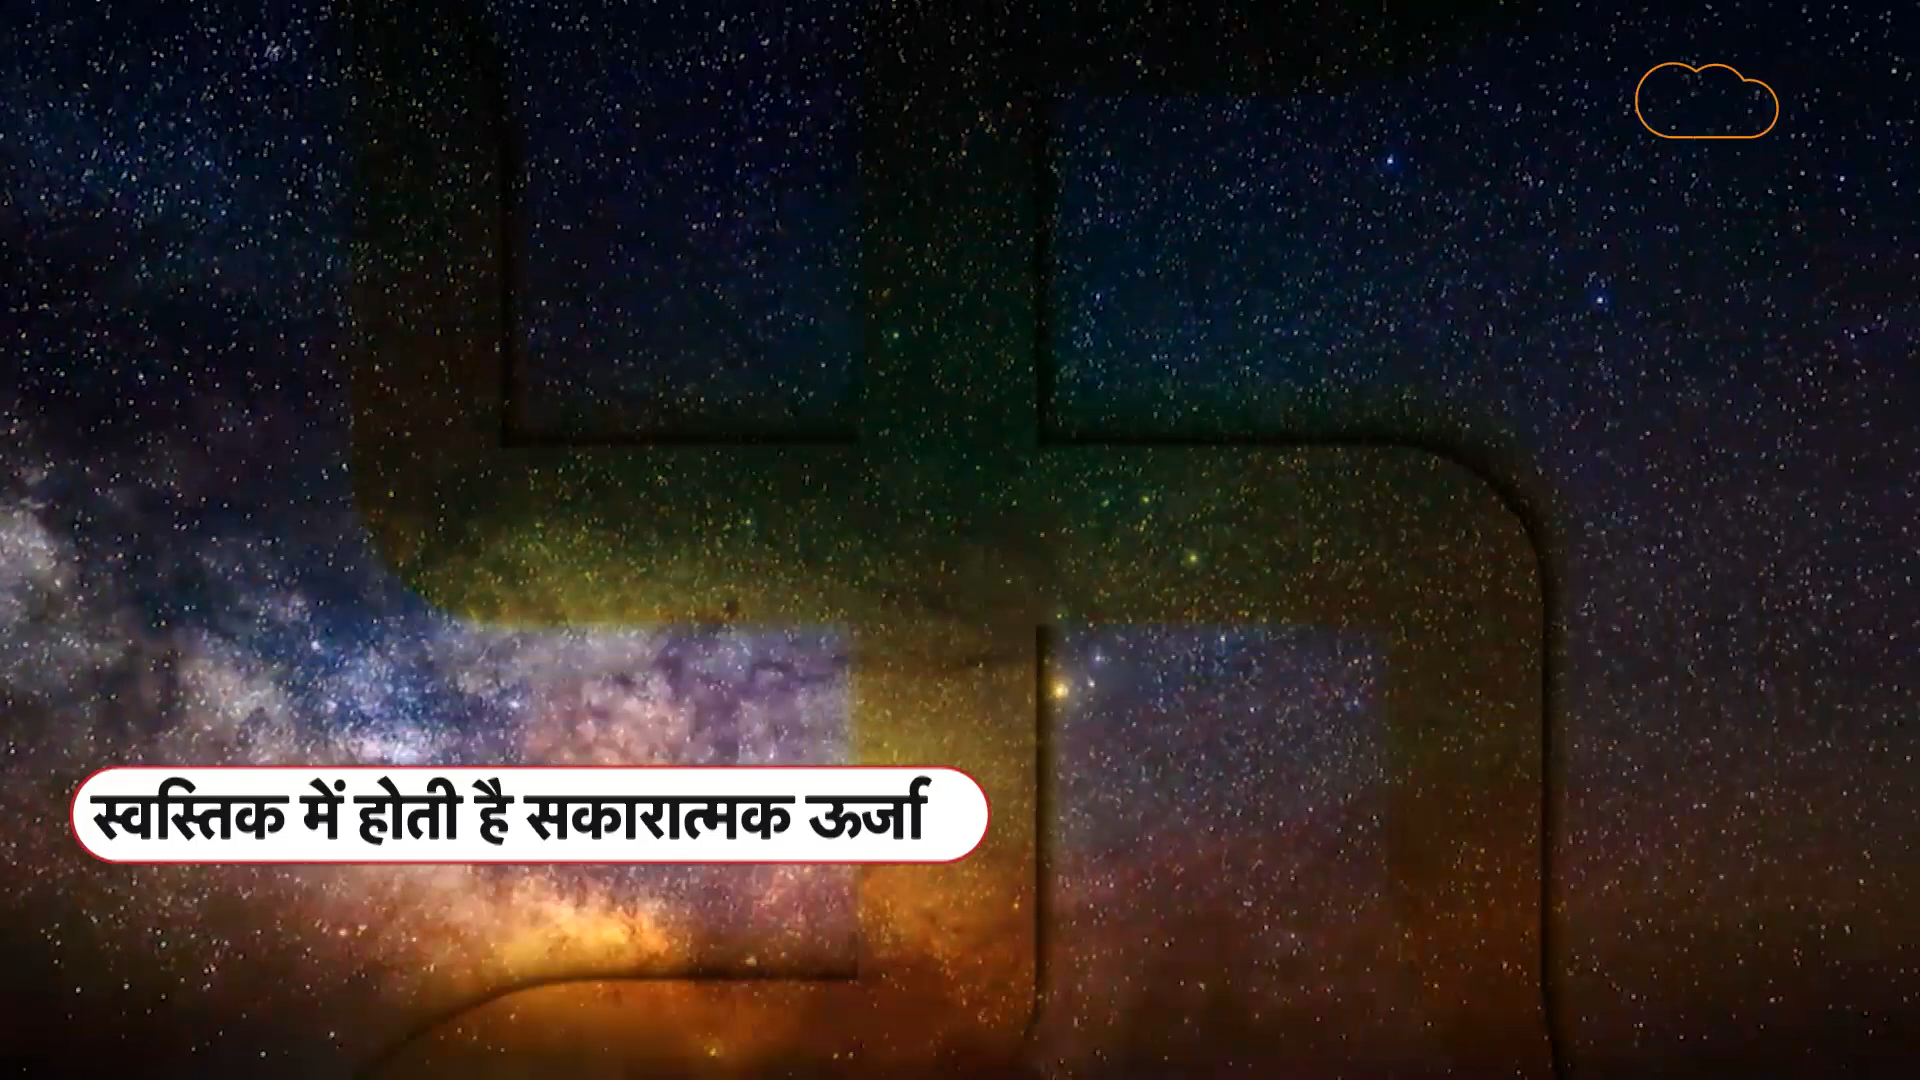 स्वस्तिक में होती है सकारात्मक ऊर्जा